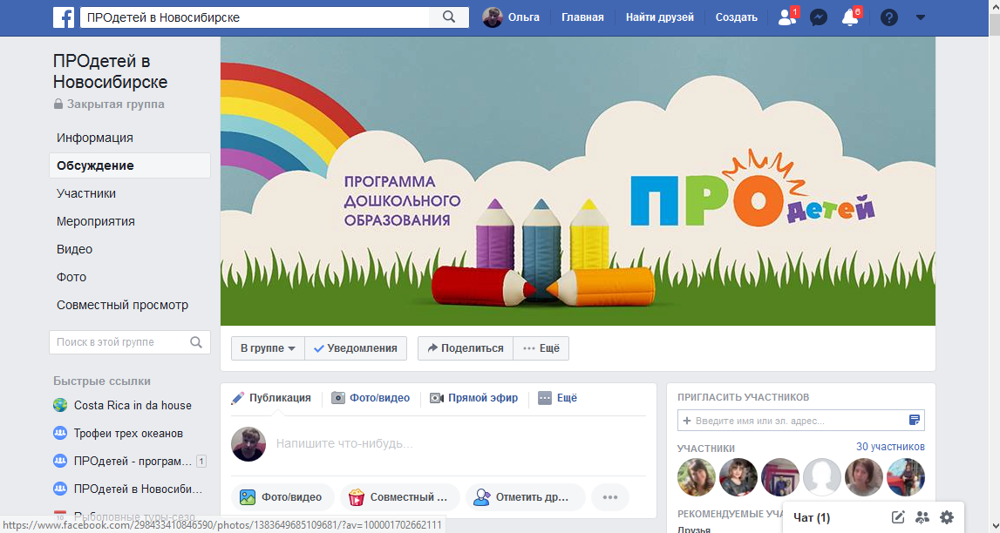 ПРОдетей в Новосибирске
Ольга
Главная
Найти друзей
Создать
1
6
?
ПРОдетей в
Новосибирске
Закрытая группа
Информация
Обсуждение
Участники
Мероприятия
Видео
Фото
Совместный просмотр
Поиск в этой группе
Быстрые ссылки
Costa Rica in da house
Трофеи трех океанов
ПРОдетей - програм... 1
ПРОдетей в Новосиби...
10 Рыболовные туры-сезо
https://www.facebook.com/298433410846590/photos/1383649685109681/?av=100001702662111
ПРОГРАММА
ДОШКОЛЬНОГО
ОБРАЗОВАНИЯ
ПРОдетей
В группе
Уведомления
Поделиться
Ещё
Публикация
Фото/видео
Прямой эфир
Ещё
Напишите что-нибудь...
Фото/видео
Совместный ...
Отметить др...
ПРИГЛАСИТЬ УЧАСТНИКОВ
+ Введите имя или эл. адрес...
УЧАСТНИКИ
30 участников
РЕКОМЕНДУЕМЫЕ УЧА
Друзья
Чат (1)